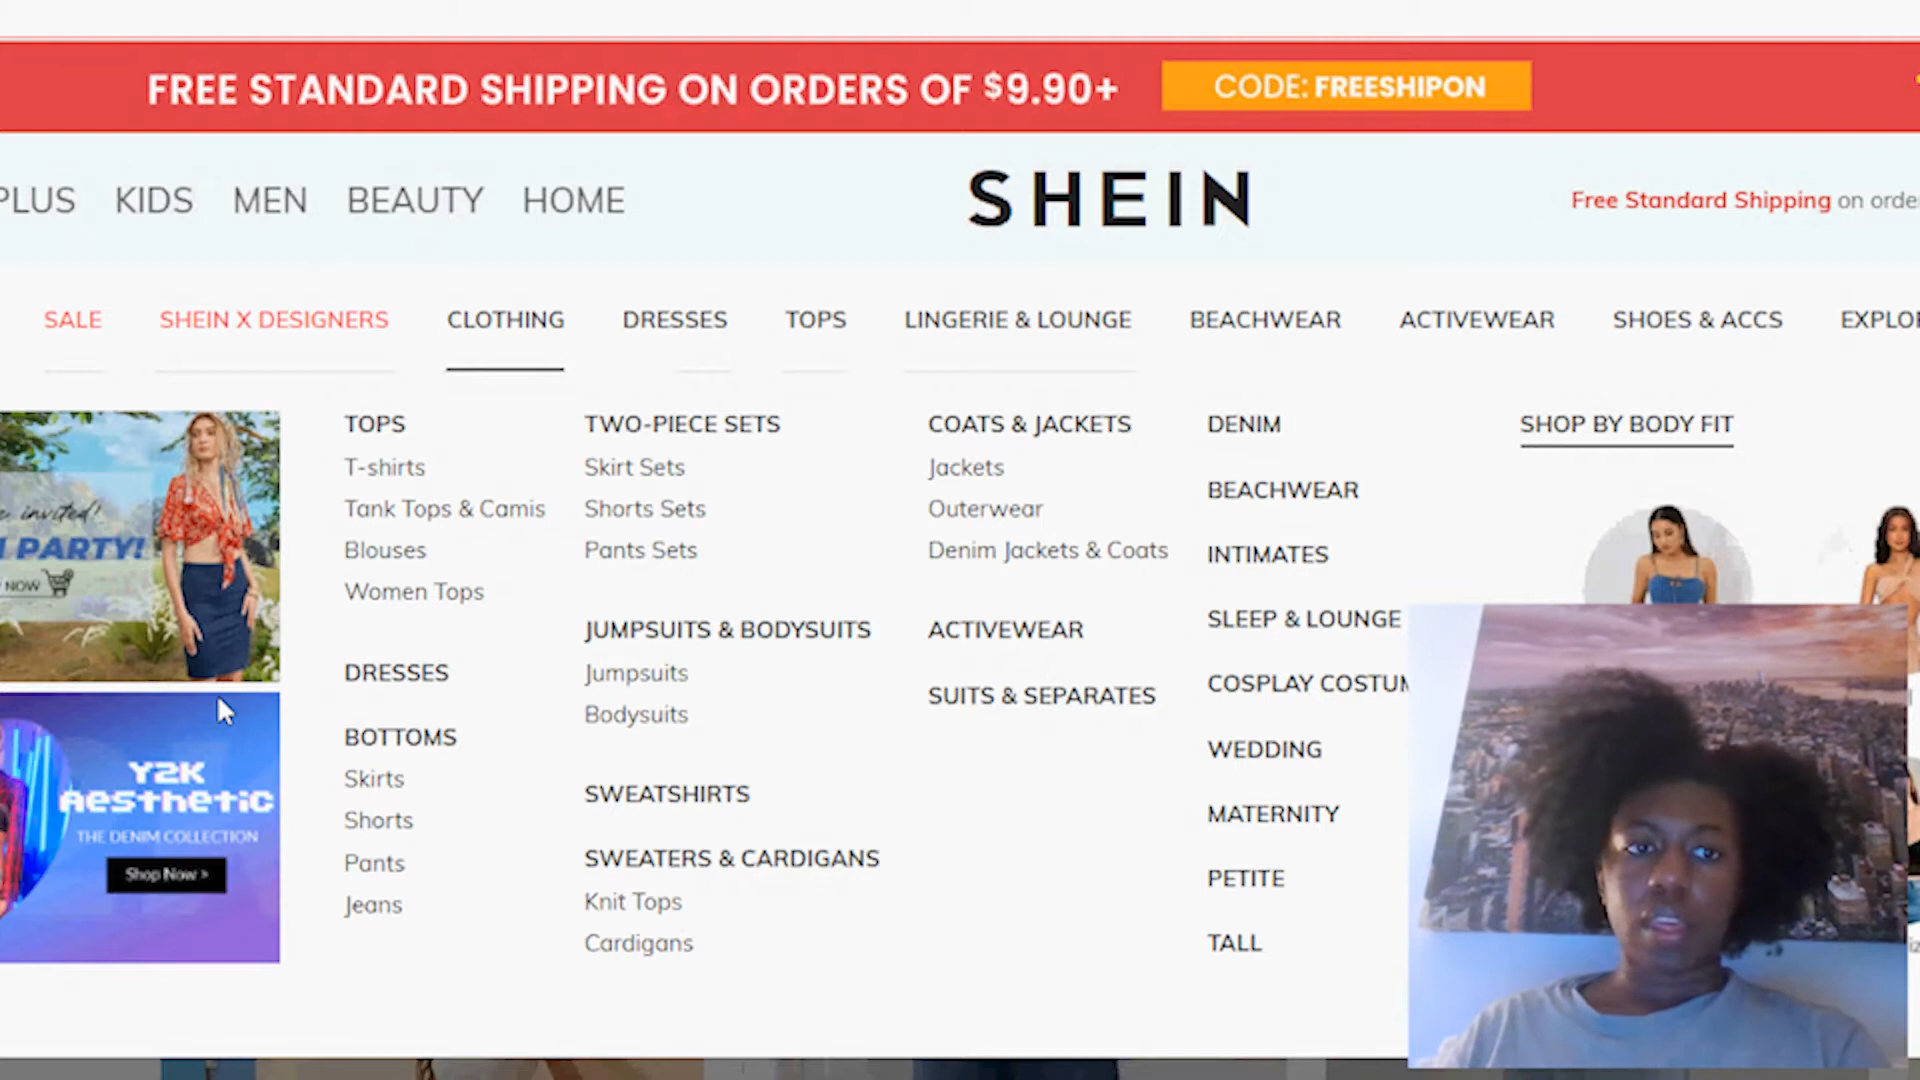 FREE STANDARD SHIPPING ON ORDERS OF $9.90+
CODE: FREESHIPON
PLUS KIDS MEN BEAUTY HOME
SHEIN
Free Standard Shipping on orde
SALE SHEIN X DESIGNERS CLOTHING DRESSES TOPS LINGERIE & LOUNGE BEACHWEAR ACTIVEWEAR SHOES & ACCS EXPLO
invited!
PARTY!
NOW
Y2K
Aesthetic
THE DENIM COLLECTION
Shop Now >
TOPS
T-shirts
Tank Tops & Camis
Blouses
Women Tops
DRESSES
BOTTOMS
Skirts
Shorts
Pants
Jeans
TWO-PIECE SETS
Skirt Sets
Shorts Sets
Pants Sets
JUMPSUITS & BODYSUITS
Jumpsuits
Bodysuits
SWEATSHIRTS
SWEATERS & CARDIGANS
Knit Tops
Cardigans
COATS & JACKETS
Jackets
Outerwear
Denim Jackets & Coats
ACTIVEWEAR
SUITS & SEPARATES
DENIM
BEACHWEAR
INTIMATES
SLEEP & LOUNGE
COSPLAY COSTUM
WEDDING
MATERNITY
PETITE
TALL
SHOP BY BODY FIT